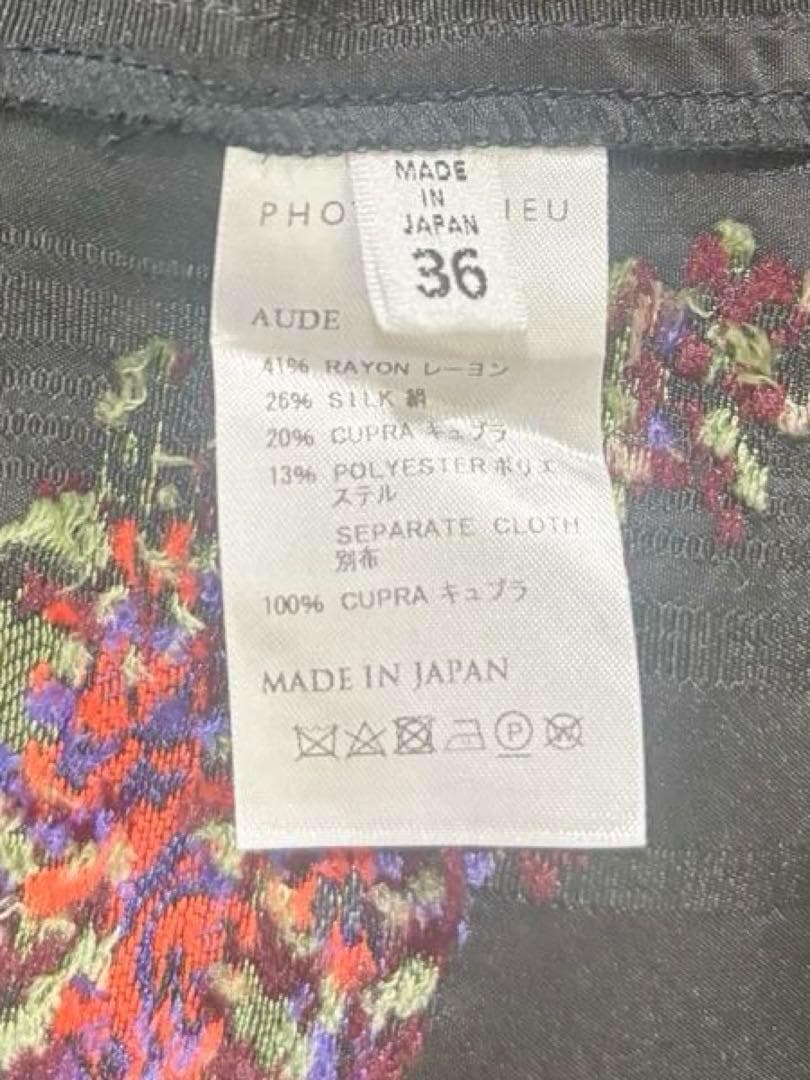 MADE
IN
JAPAN
36
PHO IEU
AUDE
41% RAYON レーヨン
26% SILK 絹
20% CUPRA キュプラ
13% POLYESTER ポリエ
ステル
SEPARATE CLOTH
別布
100% CUPRA キュプラ
MADE IN JAPAN
P
W